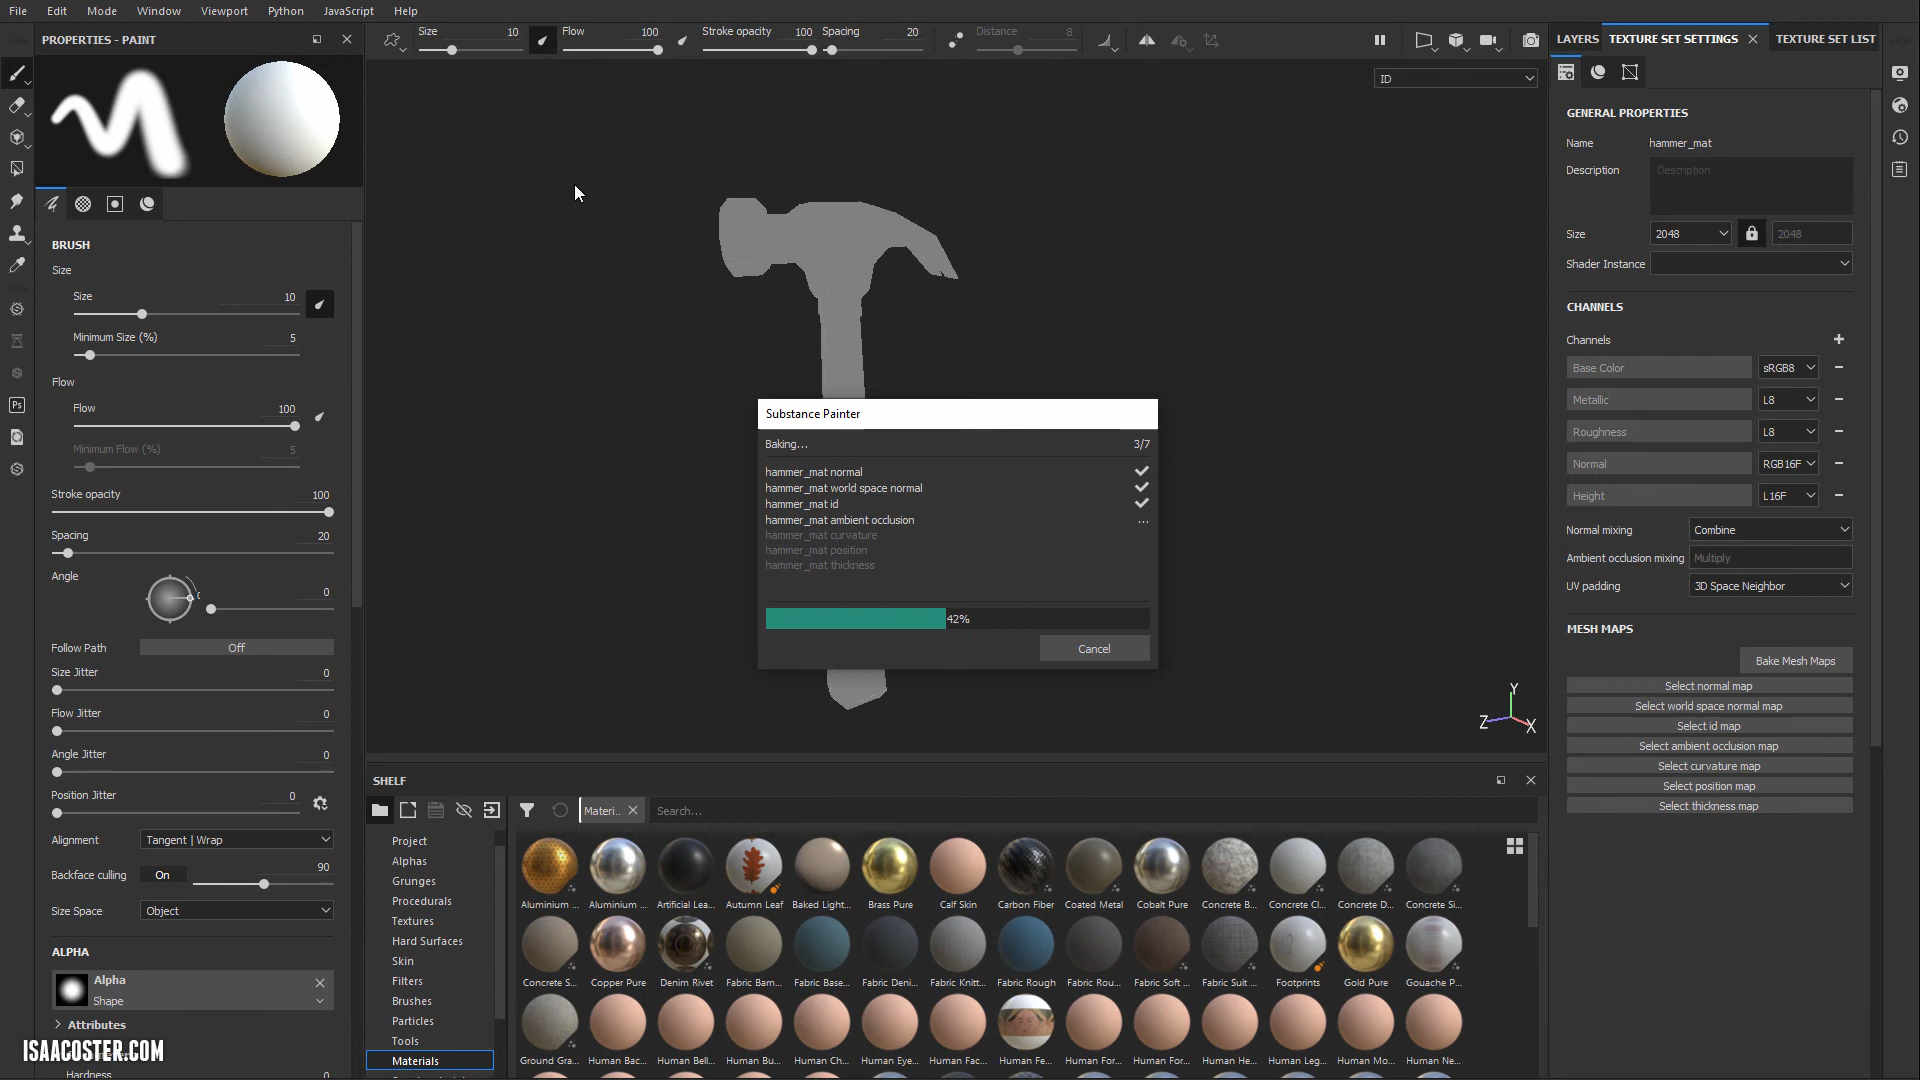 File Edit Mode Window Viewport Python JavaScript Help
PROPERTIES - PAINT
Size 10 Flow 100 Stroke opacity 100 Spacing 20 Distance 8
LAYERS TEXTURE SET SETTINGS TEXTURE SET LIST
ID
BRUSH
Size
Size 10
Minimum Size (%) 5
Flow
Flow 100
Minimum Flow (%) 5
Stroke opacity 100
Spacing 20
Angle 0
Follow Path Off
Size Jitter 0
Flow Jitter 0
Angle Jitter 0
Position Jitter 0
Alignment Tangent | Wrap
Backface culling On 90
Size Space Object
ALPHA
Alpha
Shape
Attributes
Hardness 0
ISAACOSTER.COM
Ps
Substance Painter
Baking... 3/7
hammer_mat normal
hammer_mat world space normal
hammer_mat id
hammer_mat ambient occlusion ...
hammer_mat curvature
hammer_mat position
hammer_mat thickness
42%
Cancel
Y
Z X
SHELF
Materi.. Search...
Project
Alphas
Grunges
Procedurals
Textures
Hard Surfaces
Skin
Filters
Brushes
Particles
Tools
Materials
Aluminium ... Aluminium ... Artificial Lea... Autumn Leaf Baked Light... Brass Pure Calf Skin Carbon Fiber Coated Metal Cobalt Pure Concrete B... Concrete Cl... Concrete D... Concrete Si...
Concrete S... Copper Pure Denim Rivet Fabric Bam... Fabric Base... Fabric Deni... Fabric Knitt... Fabric Rough Fabric Rou... Fabric Soft ... Fabric Suit ... Footprints Gold Pure Gouache P...
Ground Gra... Human Bac... Human Bell... Human Bu... Human Ch... Human Eye... Human Fac... Human Fe... Human For... Human For... Human He... Human Leg... Human Mo... Human Ne...
GENERAL PROPERTIES
Name hammer_mat
Description Description
Size 2048 2048
Shader Instance
CHANNELS
Channels
Base Color sRGB8
Metallic L8
Roughness L8
Normal RGB16F
Height L16F
Normal mixing Combine
Ambient occlusion mixing Multiply
UV padding 3D Space Neighbor
MESH MAPS
Bake Mesh Maps
Select normal map
Select world space normal map
Select id map
Select ambient occlusion map
Select curvature map
Select position map
Select thickness map